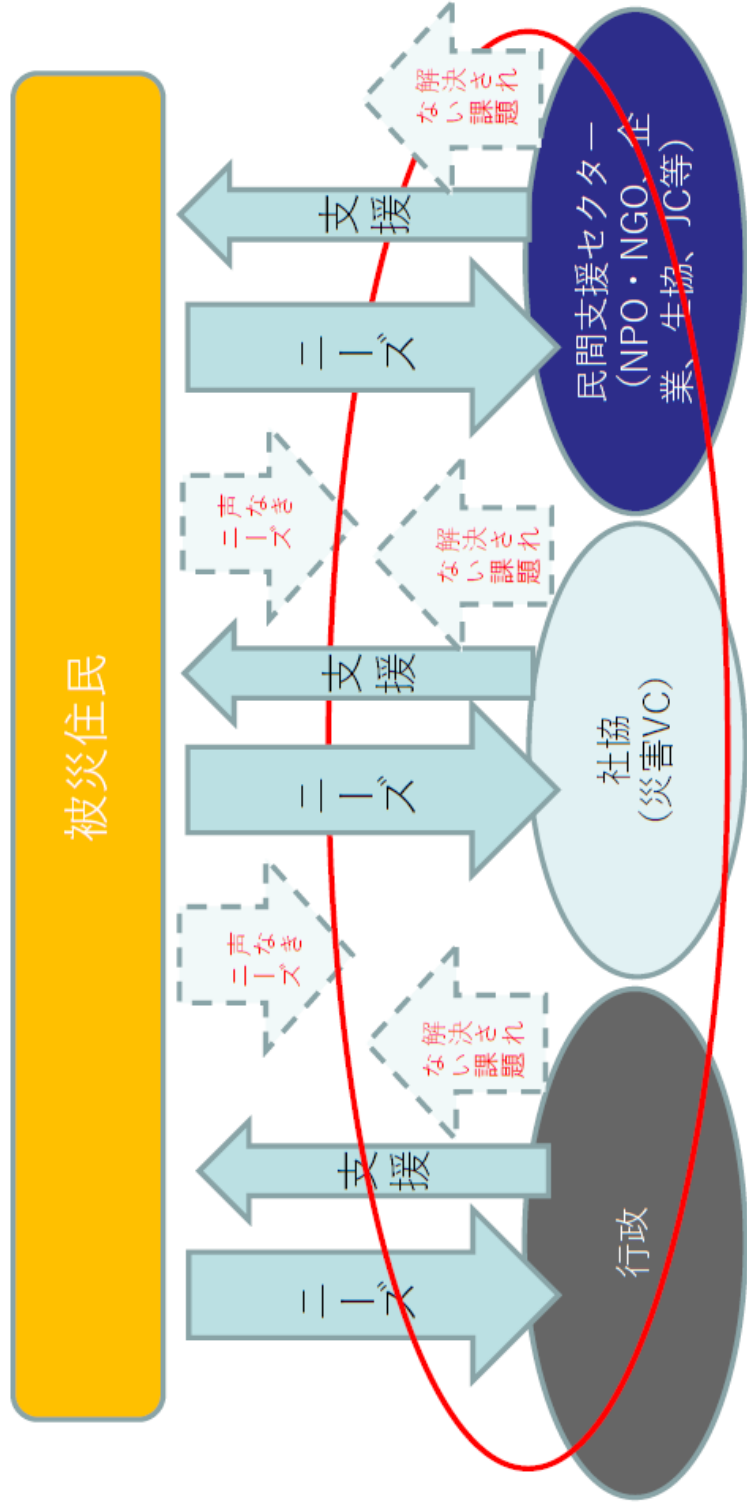 被災住民
ニーズ
支援
解決され
ない課題
声なき
ニーズ
ニーズ
支援
解決され
ない課題
声なき
ニーズ
ニーズ
支援
解決され
ない課題
行政
社協
(災害VC)
民間支援セクター
(NPO・NGO、企
業、生協、JC等)